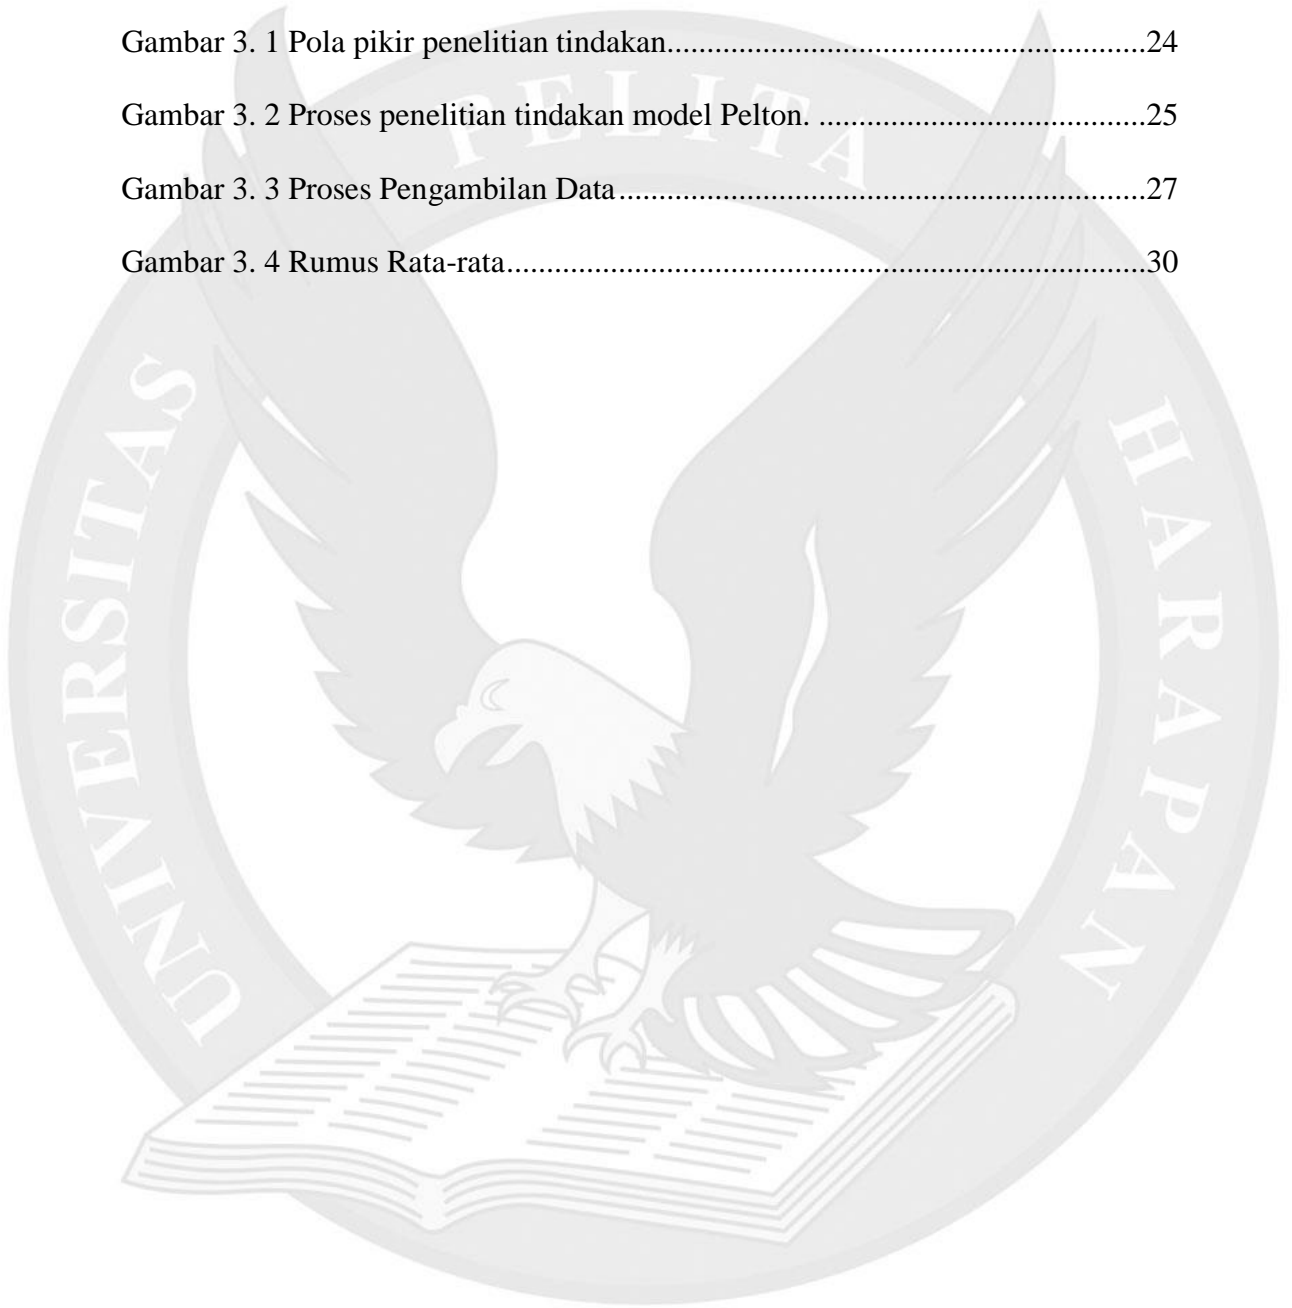 Gambar 3. 1 Pola pikir penelitian tindakan............................................................24
Gambar 3. 2 Proses penelitian tindakan model Pelton. .........................................25
Gambar 3. 3 Proses Pengambilan Data..................................................................27
Gambar 3. 4 Rumus Rata-rata................................................................................30
UNIVERSITAS PELITA HARAPAN